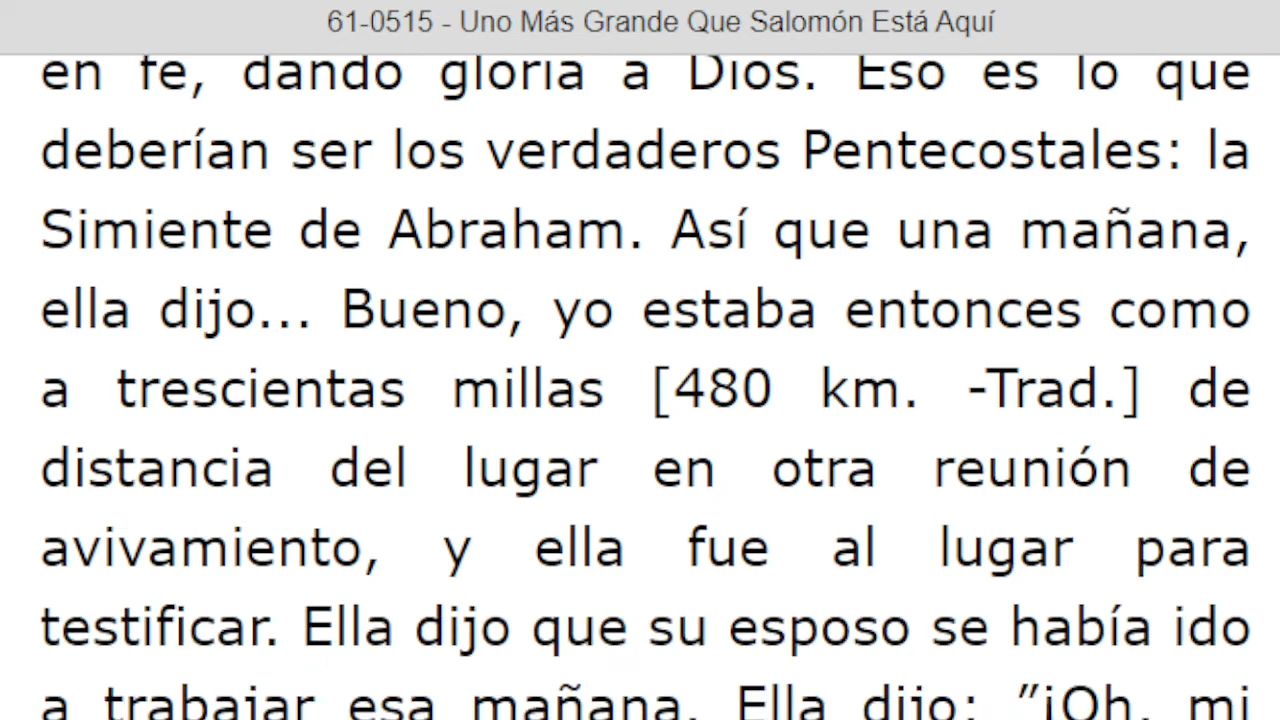 61-0515 - Uno Más Grande Que Salomón Está Aquí
en fe, dando gloria a Dios. Eso es lo que
deberían ser los verdaderos Pentecostales: la
Simiente de Abraham. Así que una mañana,
ella dijo... Bueno, yo estaba entonces como
a trescientas millas [480 km. -Trad.] de
distancia del lugar en otra reunión de
avivamiento, y ella fue al lugar para
testificar. Ella dijo que su esposo se había ido
a trabajar esa mañana. Ella dijo: ”¡Oh, mi